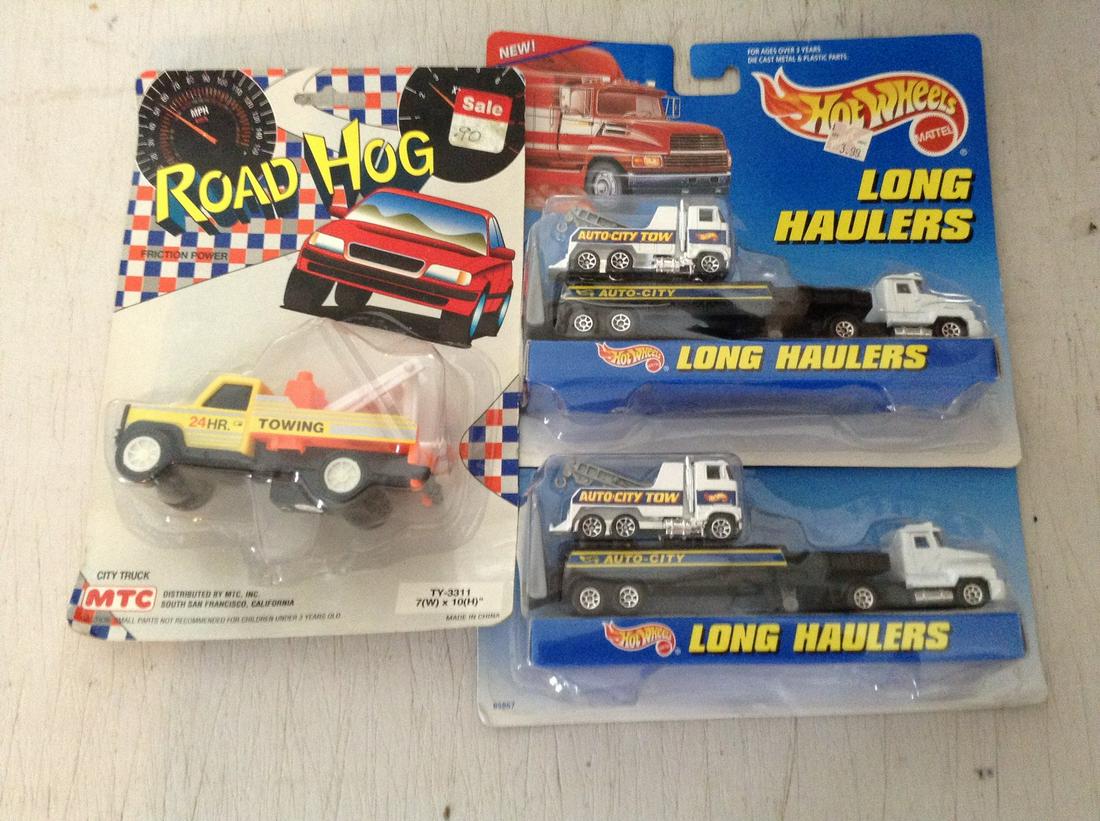 MPH
Sale
.90
ROAD HOG
FRICTION POWER
24HR. TOWING
CITY TRUCK
MTC
DISTRIBUTED BY MTC, INC.
SOUTH SAN FRANCISCO, CALIFORNIA
SMALL PARTS NOT RECOMMENDED FOR CHILDREN UNDER 3 YEARS OLD
TY-3311
7(W) x 10(H)"
MADE IN CHINA
NEW!
FOR AGES OVER 3 YEARS
DIE CAST METAL & PLASTIC PARTS
HOT WHEELS
MATTEL
®
3.99
LONG
HAULERS
AUTO-CITY TOW
AUTO-CITY
HOT WHEELS LONG HAULERS
AUTO-CITY TOW
AUTO-CITY
HOT WHEELS LONG HAULERS